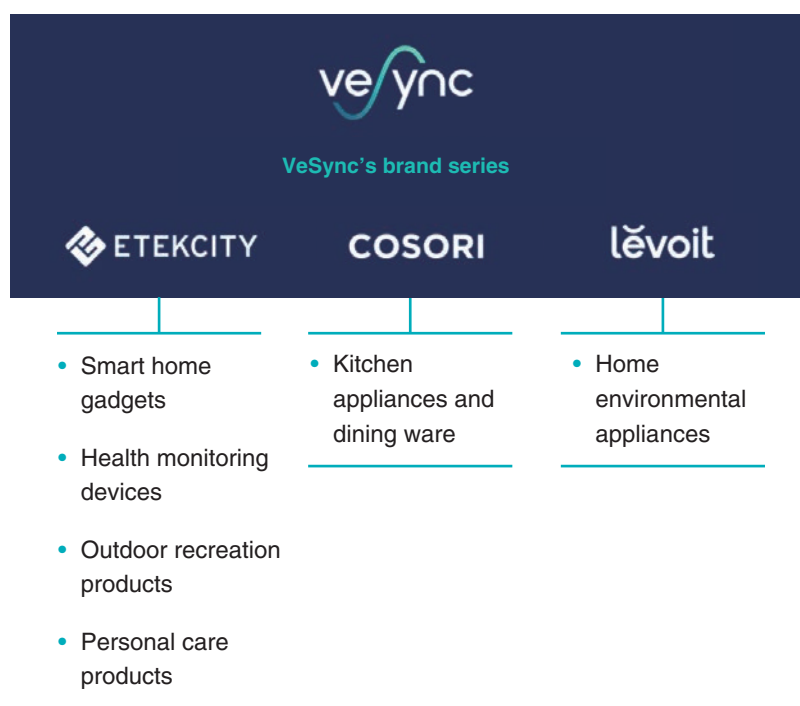 vesync
VeSync's brand series
ETEKCITY
COSORI
lĕvoit
• Smart home
gadgets
• Health monitoring
devices
• Outdoor recreation
products
• Personal care
products
• Kitchen
appliances and
dining ware
• Home
environmental
appliances